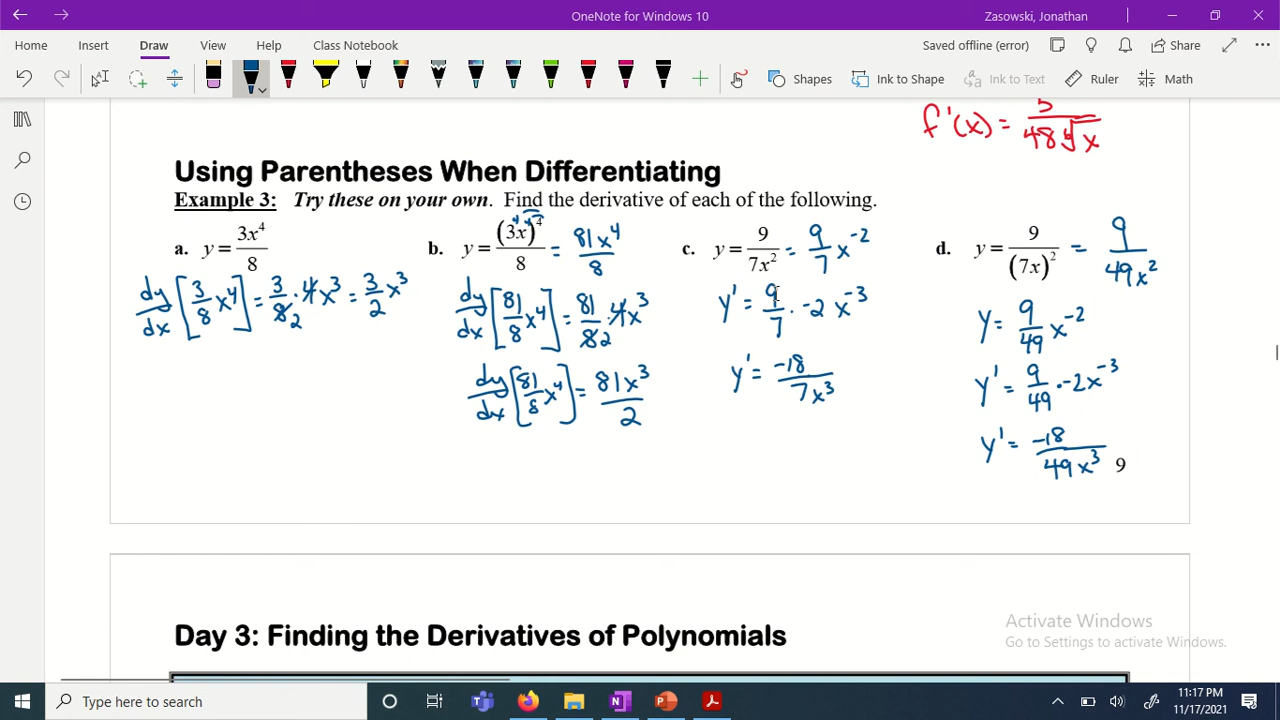 OneNote for Windows 10
Zasowski, Jonathan
Home Insert Draw View Help Class Notebook
Saved offline (error) Share
Shapes Ink to Shape Ink to Text Ruler Math
f'(x) = 5/(48 ∜x)
Using Parentheses When Differentiating
Example 3: Try these on your own. Find the derivative of each of the following.
a. y = 3x⁴/8
dy/dx [3/8 x⁴] = 3/8 · 4x³ = 3/2 x³
2
b. y = (3x)⁴/8 = 81x⁴/8
dy/dx [81/8 x⁴] = 81/8 · 4x³
2
dy/dx [81/8 x⁴] = 81x³/2
c. y = 9/7x² = 9/7 x⁻²
y' = 9/7 · -2 x⁻³
y' = -18/7x³
d. y = 9/(7x)² = 9/49x²
y = 9/49 x⁻²
y' = 9/49 · -2x⁻³
y' = -18/49x³
9
Day 3: Finding the Derivatives of Polynomials
Activate Windows
Go to Settings to activate Windows.
Type here to search
11:17 PM
11/17/2021